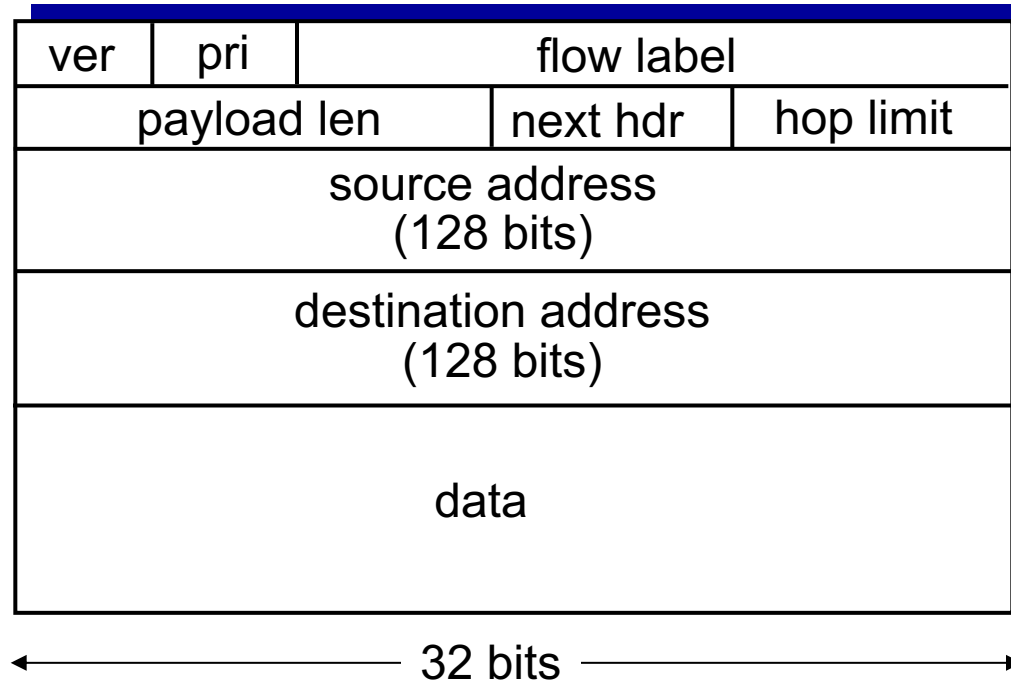 ver pri flow label
payload len next hdr hop limit
source address
(128 bits)
destination address
(128 bits)
data
32 bits